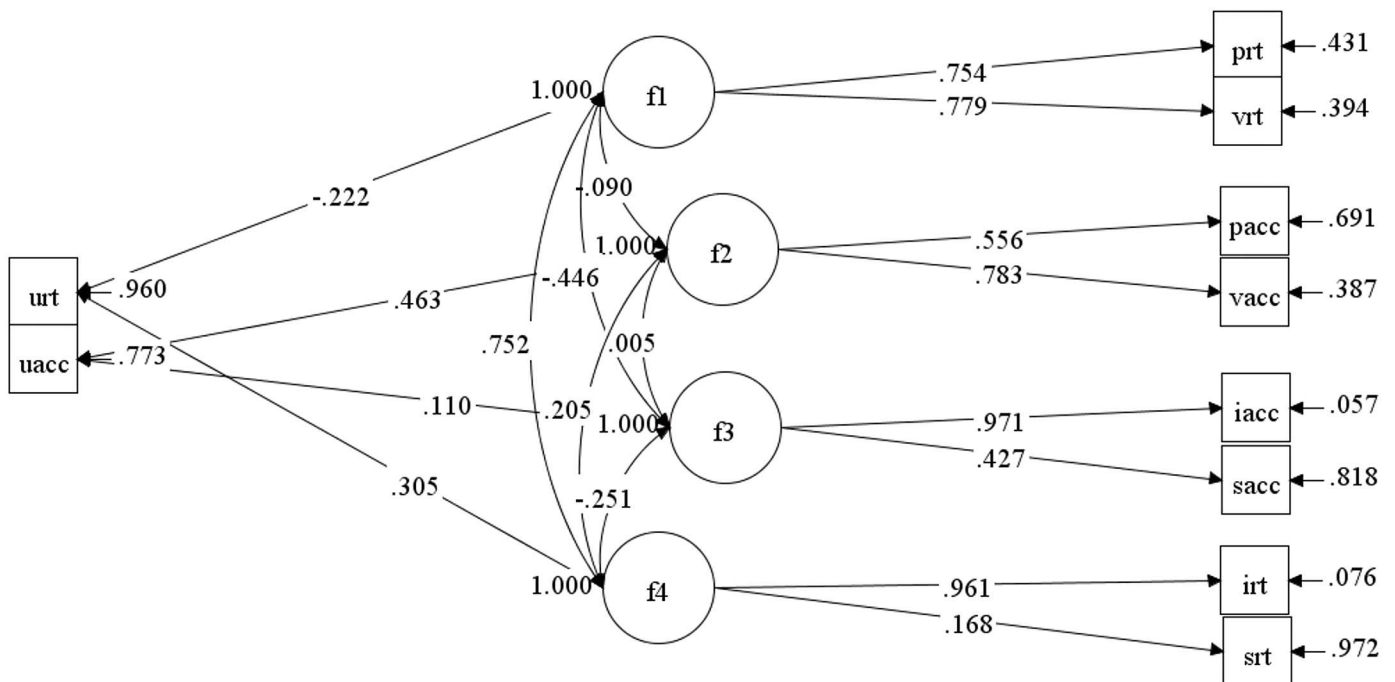 prt
.431
1.000
f1
.754
.779
vrt
.394
-.222
-.090
pacc
.691
1.000
f2
.556
.783
vacc
.387
urt
.960
.463
-.446
uacc
.773
.752
.005
.110
.205
1.000
f3
.971
.427
iacc
.057
sacc
.818
.305
-.251
1.000
f4
.961
.168
irt
.076
srt
.972